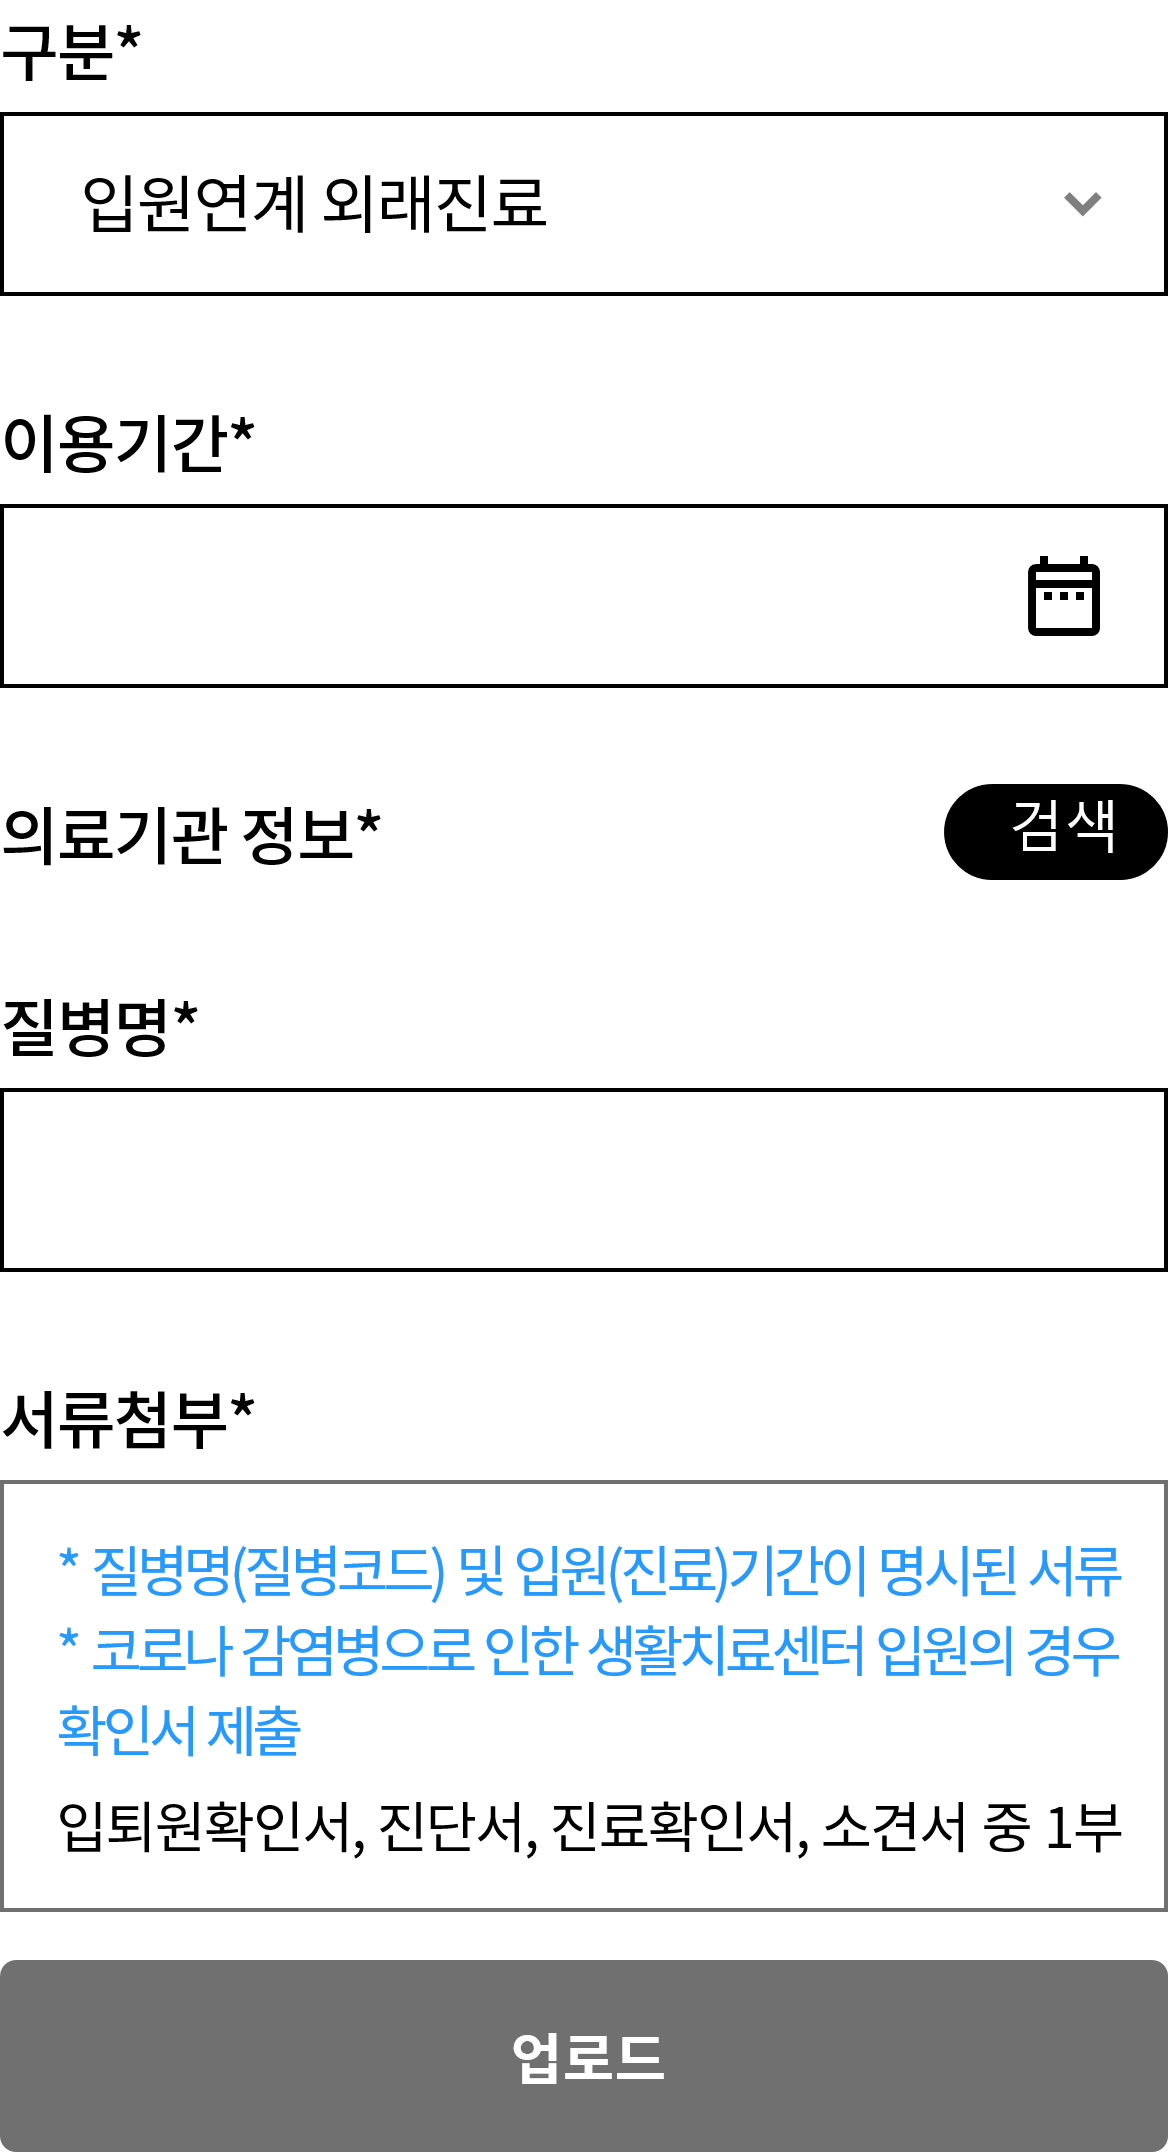 구분*
입원연계 외래진료
이용기간*
의료기관 정보*
검색
질병명*
서류첨부*
* 질병명(질병코드) 및 입원(진료)기간이 명시된 서류
* 코로나 감염병으로 인한 생활치료센터 입원의 경우
확인서 제출
입퇴원확인서, 진단서, 진료확인서, 소견서 중 1부
업로드